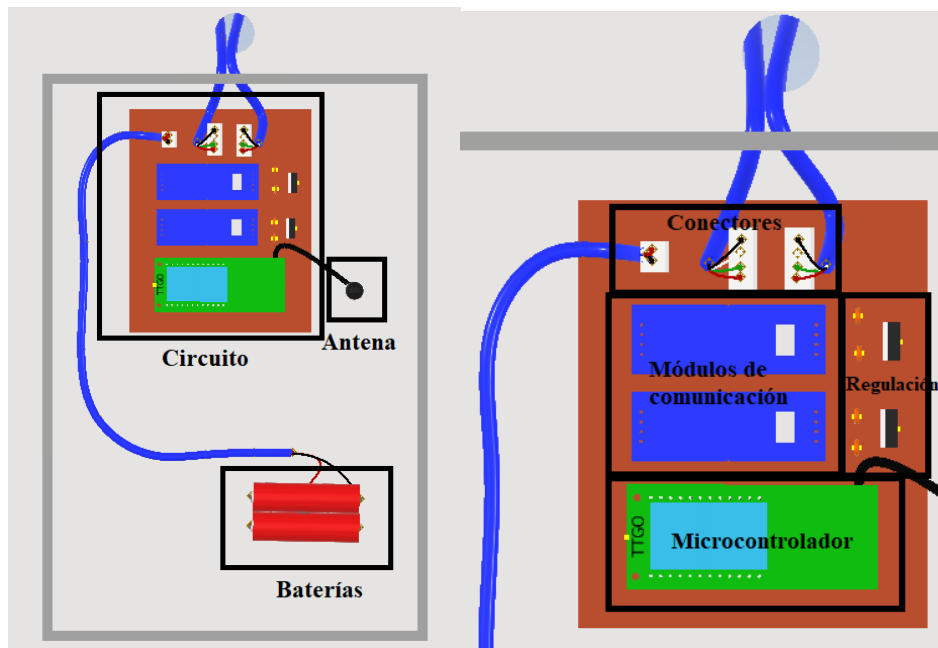 TTGO
Circuito
Antena
Baterías
Conectores
Módulos de
comunicación
Regulación
TTGO
Microcontrolador